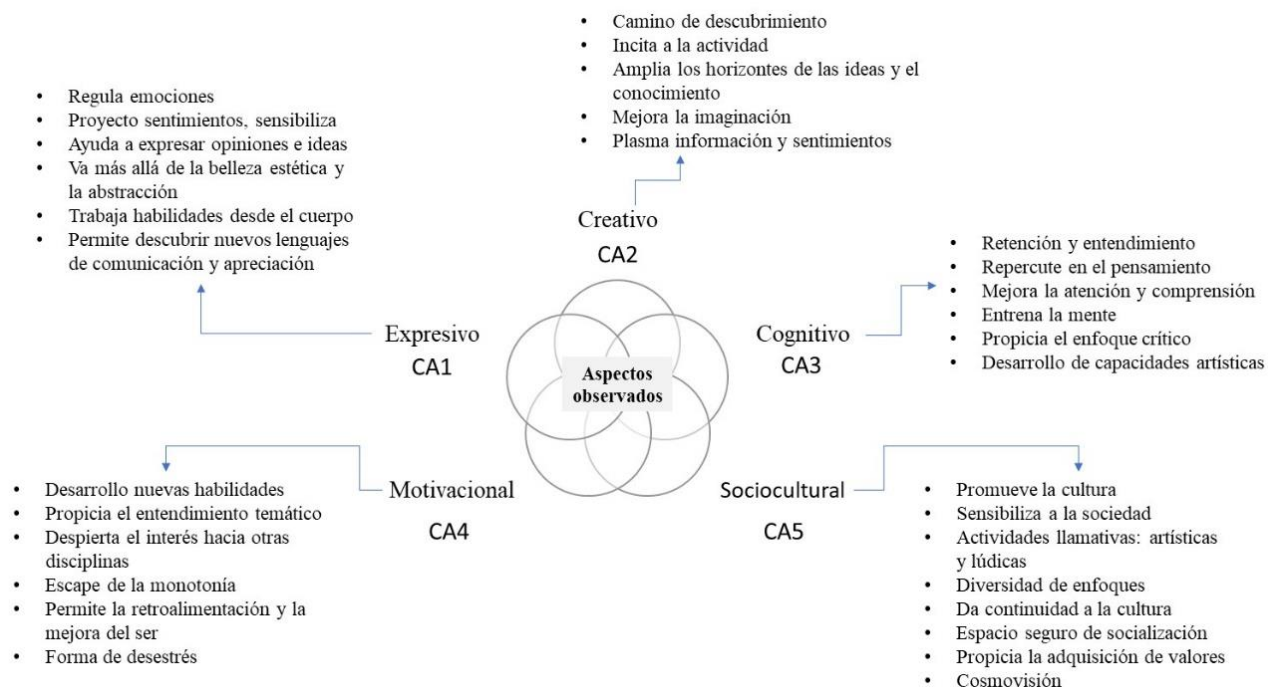 • Camino de descubrimiento
• Incita a la actividad
• Amplia los horizontes de las ideas y el
conocimiento
• Mejora la imaginación
• Plasma información y sentimientos
• Regula emociones
• Proyecto sentimientos, sensibiliza
• Ayuda a expresar opiniones e ideas
• Va más allá de la belleza estética y
la abstracción
• Trabaja habilidades desde el cuerpo
• Permite descubrir nuevos lenguajes
de comunicación y apreciación
Creativo
CA2
• Retención y entendimiento
• Repercute en el pensamiento
• Mejora la atención y comprensión
• Entrena la mente
• Propicia el enfoque crítico
• Desarrollo de capacidades artísticas
Expresivo
CA1
Cognitivo
CA3
Aspectos
observados
Motivacional
CA4
Sociocultural
CA5
• Desarrollo nuevas habilidades
• Propicia el entendimiento temático
• Despierta el interés hacia otras
disciplinas
• Escape de la monotonía
• Permite la retroalimentación y la
mejora del ser
• Forma de desestrés
• Promueve la cultura
• Sensibiliza a la sociedad
• Actividades llamativas: artísticas
y lúdicas
• Diversidad de enfoques
• Da continuidad a la cultura
• Espacio seguro de socialización
• Propicia la adquisición de valores
• Cosmovisión